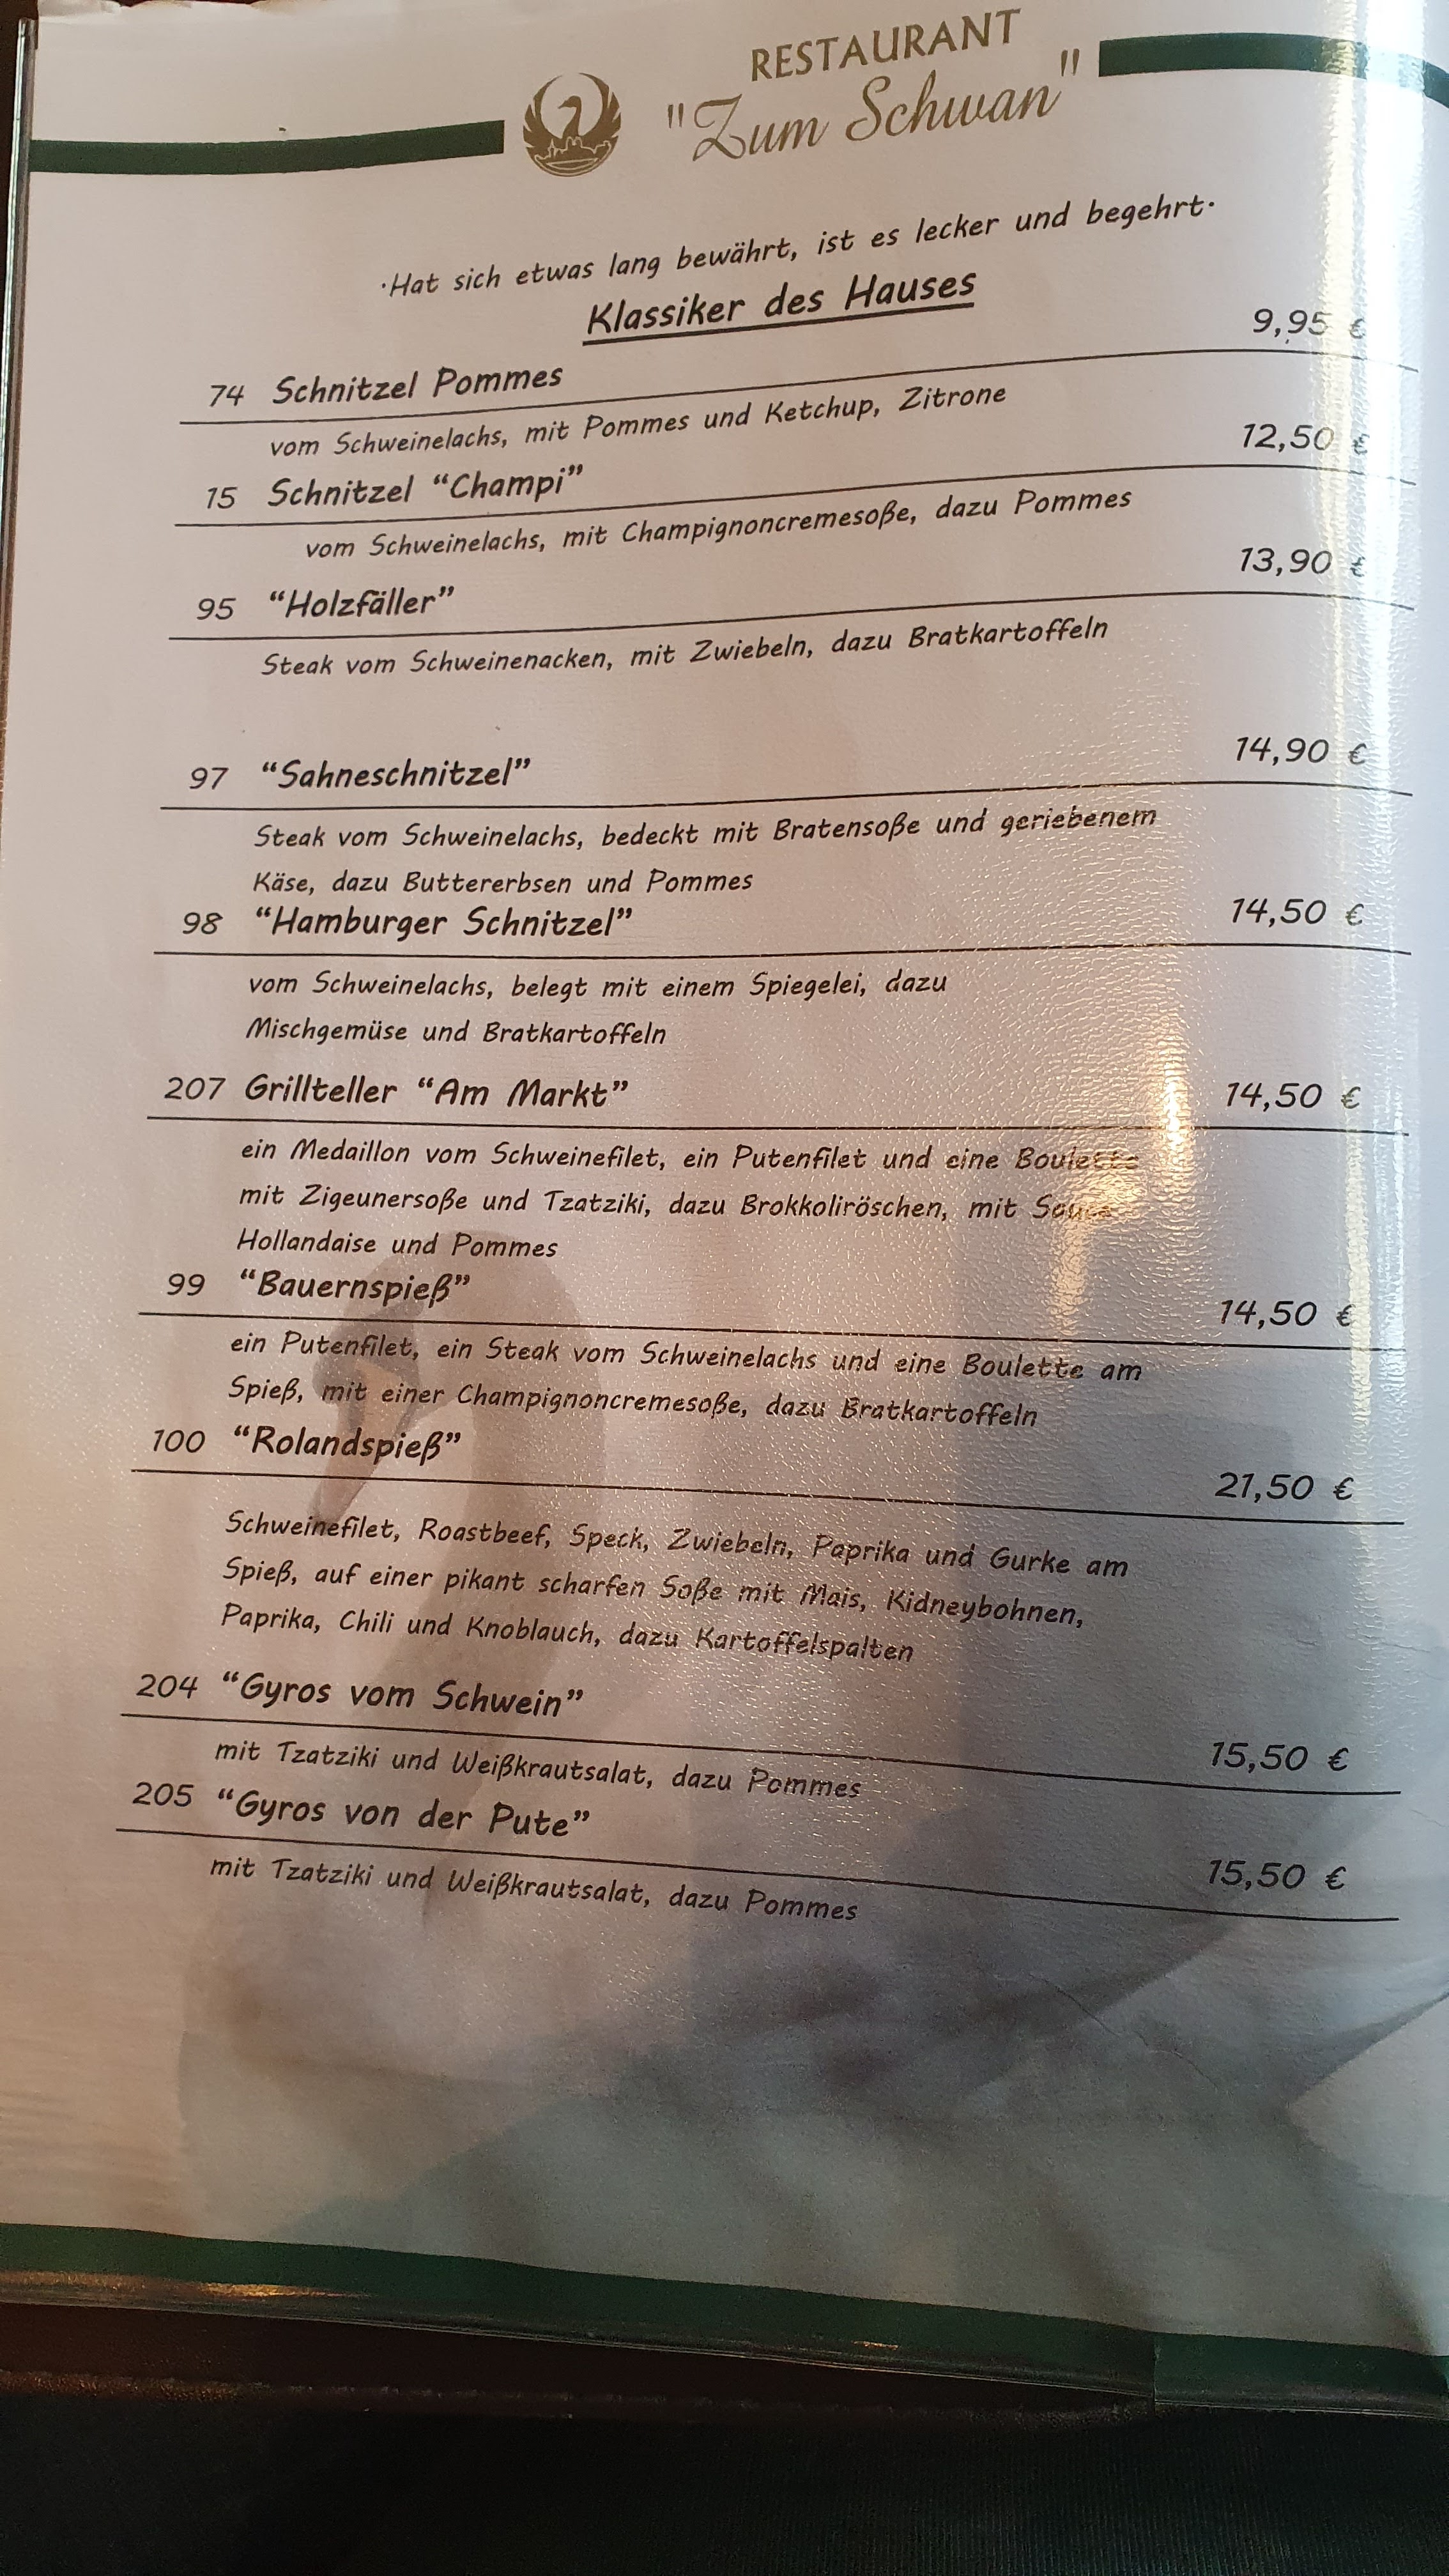 RESTAURANT
"Zum Schwan"
·Hat sich etwas lang bewährt, ist es lecker und begehrt·
Klassiker des Hauses
74 Schnitzel Pommes 9,95 €
vom Schweinelachs, mit Pommes und Ketchup, Zitrone
15 Schnitzel “Champi” 12,50 €
vom Schweinelachs, mit Champignoncremesoße, dazu Pommes
95 “Holzfäller” 13,90 €
Steak vom Schweinenacken, mit Zwiebeln, dazu Bratkartoffeln
97 “Sahneschnitzel” 14,90 €
Steak vom Schweinelachs, bedeckt mit Bratensoße und geriebenem
Käse, dazu Buttererbsen und Pommes
98 “Hamburger Schnitzel” 14,50 €
vom Schweinelachs, belegt mit einem Spiegelei, dazu
Mischgemüse und Bratkartoffeln
207 Grillteller “Am Markt” 14,50 €
ein Medaillon vom Schweinefilet, ein Putenfilet und eine Boulette
mit Zigeunersoße und Tzatziki, dazu Brokkoliröschen, mit Sauce
Hollandaise und Pommes
99 “Bauernspieß” 14,50 €
ein Putenfilet, ein Steak vom Schweinelachs und eine Boulette am
Spieß, mit einer Champignoncremesoße, dazu Bratkartoffeln
100 “Rolandspieß” 21,50 €
Schweinefilet, Roastbeef, Speck, Zwiebeln, Paprika und Gurke am
Spieß, auf einer pikant scharfen Soße mit Mais, Kidneybohnen,
Paprika, Chili und Knoblauch, dazu Kartoffelspalten
204 “Gyros vom Schwein” 15,50 €
mit Tzatziki und Weißkrautsalat, dazu Pommes
205 “Gyros von der Pute” 15,50 €
mit Tzatziki und Weißkrautsalat, dazu Pommes